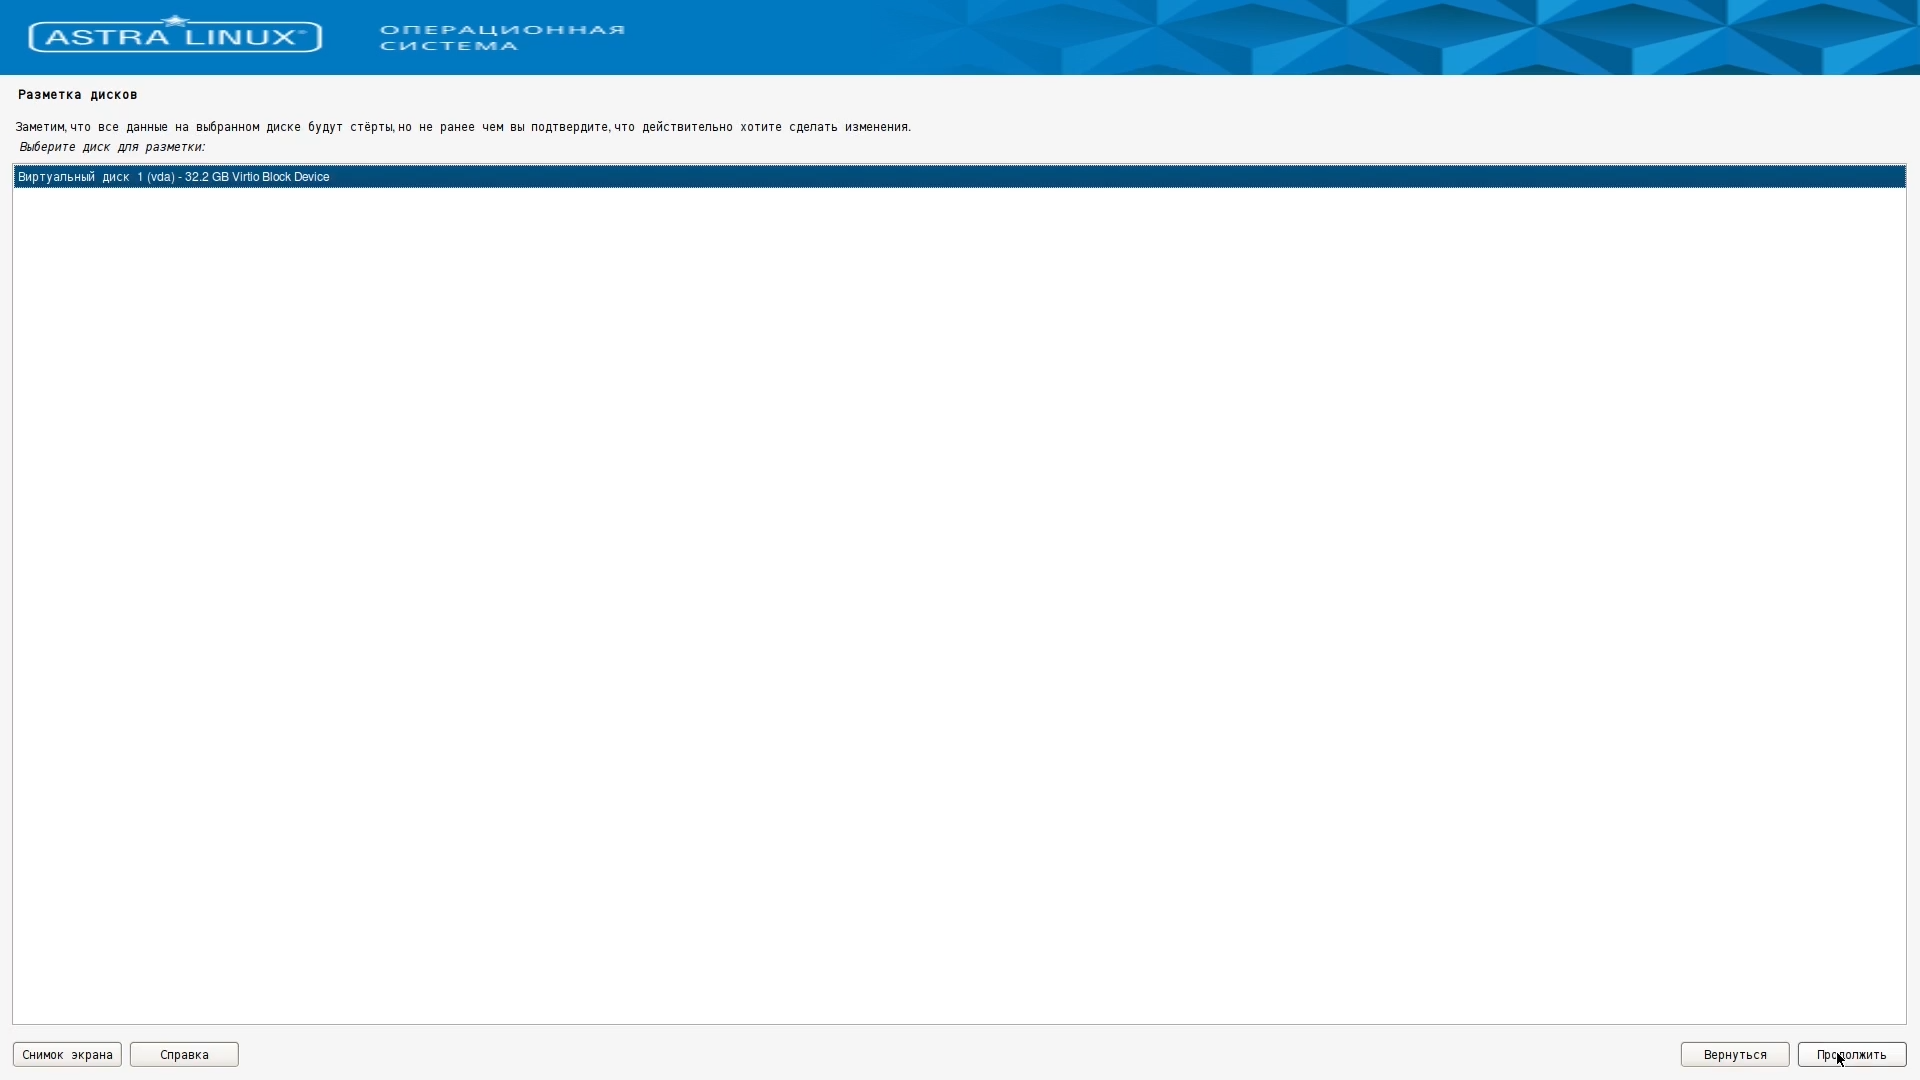 ASTRA LINUX®
ОПЕРАЦИОННАЯ
СИСТЕМА
Разметка дисков
Заметим, что все данные на выбранном диске будут стёрты, но не ранее чем вы подтвердите, что действительно хотите сделать изменения.
Выберите диск для разметки:
Виртуальный диск 1 (vda) - 32.2 GB Virtio Block Device
Снимок экрана
Справка
Вернуться
Продолжить